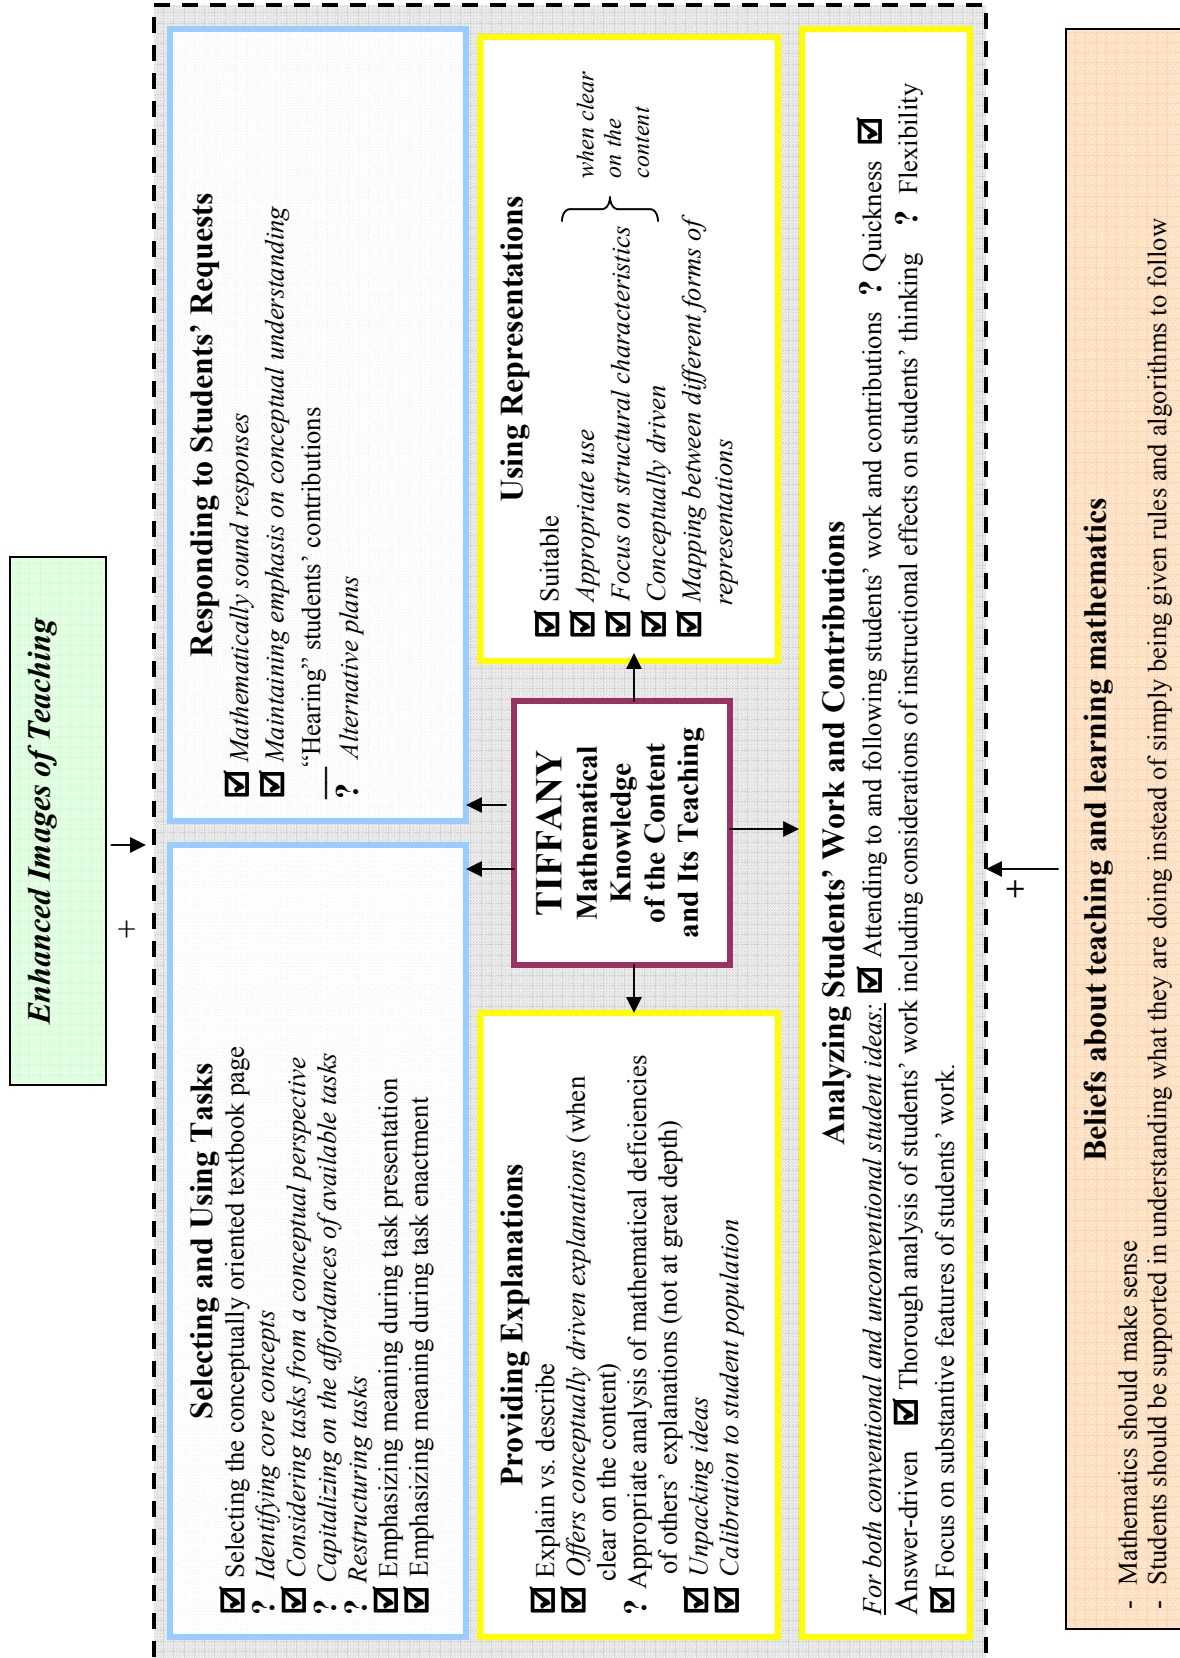 Enhanced Images of Teaching
+
Selecting and Using Tasks
☑ Selecting the conceptually oriented textbook page
? Identifying core concepts
☑ Considering tasks from a conceptual perspective
? Capitalizing on the affordances of available tasks
? Restructuring tasks
☑ Emphasizing meaning during task presentation
☑ Emphasizing meaning during task enactment
Responding to Students’ Requests
☑ Mathematically sound responses
☑ Maintaining emphasis on conceptual understanding
__ “Hearing” students’ contributions
? Alternative plans
Providing Explanations
☑ Explain vs. describe
☑ Offers conceptually driven explanations (when
clear on the content)
? Appropriate analysis of mathematical deficiencies
of others’ explanations (not at great depth)
☑ Unpacking ideas
☑ Calibration to student population
TIFFANY
Mathematical
Knowledge
of the Content
and Its Teaching
Using Representations
☑ Suitable
☑ Appropriate use
☑ Focus on structural characteristics
☑ Conceptually driven
☑ Mapping between different forms of
representations
when clear
on the
content
Analyzing Students’ Work and Contributions
For both conventional and unconventional student ideas: ☑ Attending to and following students’ work and contributions ? Quickness ☑
Answer-driven ☑ Thorough analysis of students’ work including considerations of instructional effects on students’ thinking ? Flexibility
☑ Focus on substantive features of students’ work.
+
Beliefs about teaching and learning mathematics
- Mathematics should make sense
- Students should be supported in understanding what they are doing instead of simply being given rules and algorithms to follow